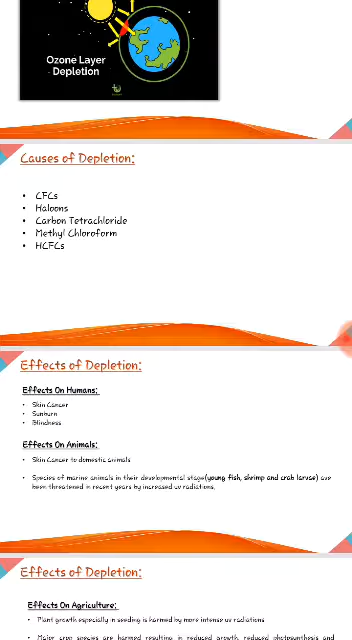 Ozone Layer
Depletion
Causes of Depletion:
• CFCs
• Haloons
• Carbon Tetrachloride
• Methyl Chloroform
• HCFCs
Effects of Depletion:
Effects On Humans:
• Skin Cancer
• Sunburn
• Blindness
Effects On Animals:
• Skin Cancer to domestic animals
• Species of marine animals in their developmental stage(young fish, shrimp and crab larvae) are
been threatened in recent years by increased uv radiations.
Effects of Depletion:
Effects On Agriculture:
• Plant growth especially in seeding is harmed by more intense uv radiations
• Major crop species are harmed resulting in reduced growth, reduced photosynthesis and